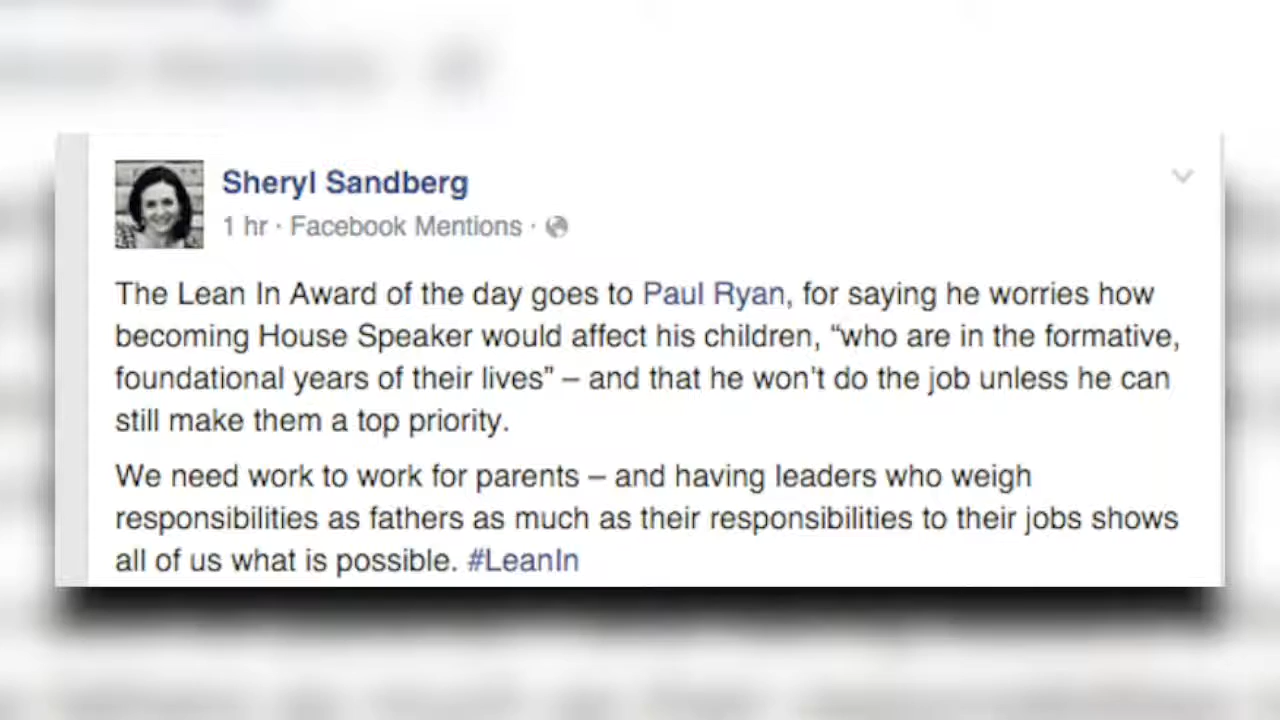 Sheryl Sandberg
1 hr · Facebook Mentions ·
The Lean In Award of the day goes to Paul Ryan, for saying he worries how
becoming House Speaker would affect his children, “who are in the formative,
foundational years of their lives” – and that he won’t do the job unless he can
still make them a top priority.
We need work to work for parents – and having leaders who weigh
responsibilities as fathers as much as their responsibilities to their jobs shows
all of us what is possible. #LeanIn